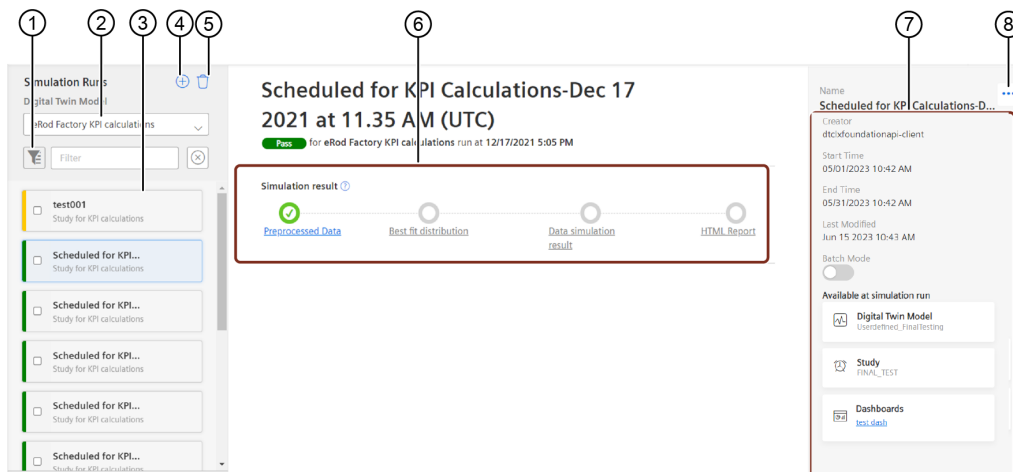 1
2
3
4
5
6
7
8
Simulation Runs
Digital Twin Model
eRod Factory KPI calculations
Filter
test001
Study for KPI calculations
Scheduled for KPI...
Study for KPI calculations
Scheduled for KPI...
Study for KPI calculations
Scheduled for KPI...
Study for KPI calculations
Scheduled for KPI...
Study for KPI calculations
Scheduled for KPI...
Study for KPI calculations
Scheduled for KPI Calculations-Dec 17
2021 at 11.35 AM (UTC)
Pass for eRod Factory KPI calculations run at 12/17/2021 5:05 PM
Simulation result ?
Preprocessed Data
Best fit distribution
Data simulation
result
HTML Report
Name
Scheduled for KPI Calculations-D...
Creator
dtclxfoundationapi-client
Start Time
05/01/2023 10:42 AM
End Time
05/31/2023 10:42 AM
Last Modified
Jun 15 2023 10:43 AM
Batch Mode
Available at simulation run
Digital Twin Model
Userdefined_FinalTesting
Study
FINAL_TEST
Dashboards
test dash